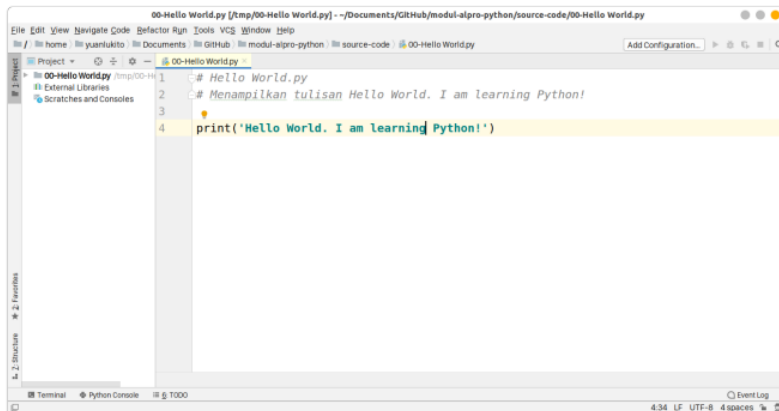 00-Hello World.py [/tmp/00-Hello World.py] - ~/Documents/GitHub/modul-alpro-python/source-code/00-Hello World.py
File Edit View Navigate Code Refactor Run Tools VCS Window Help
/ home yuanlukito Documents GitHub modul-alpro-python source-code 00-Hello World.py Add Configuration...
1: Project
Project
00-Hello World.py
00-Hello World.py /tmp/00-H
External Libraries
Scratches and Consoles
1 # Hello World.py
2 # Menampilkan tulisan Hello World. I am learning Python!
3
4 print('Hello World. I am learning Python!')
2: Favorites
Z: Structure
Terminal Python Console 6: TODO Event Log
4:34 LF UTF-8 4 spaces